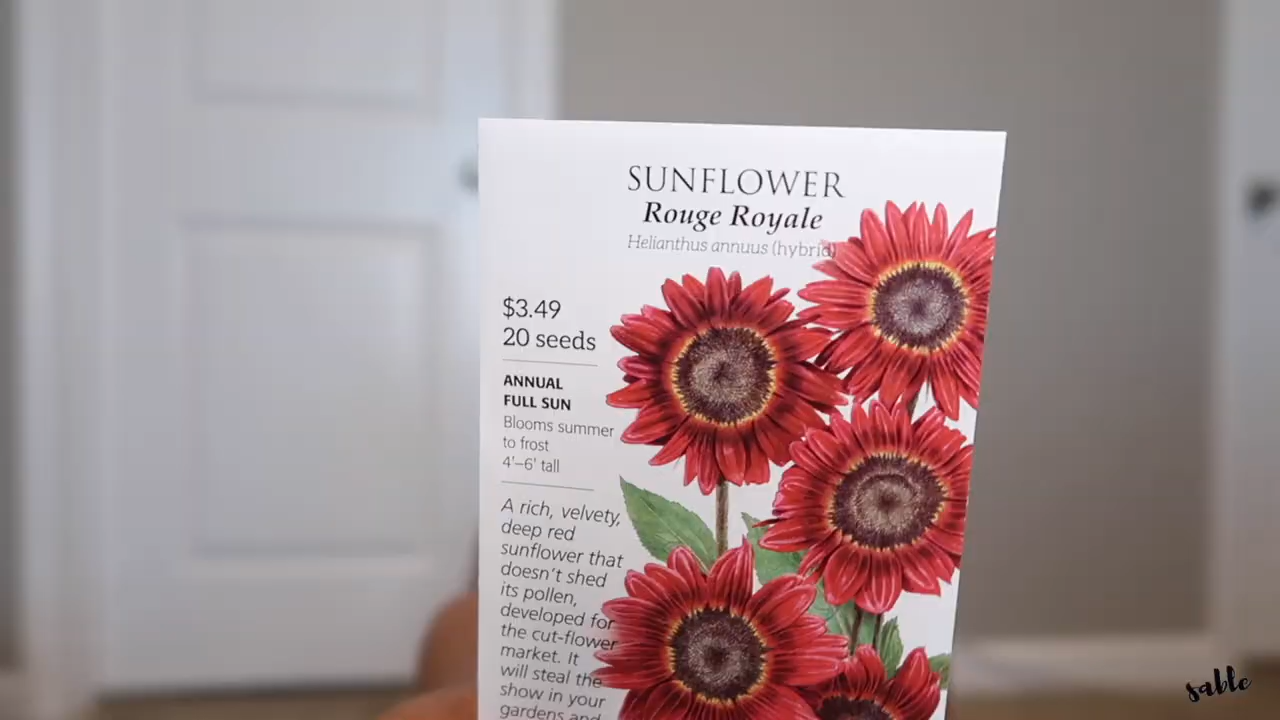 SUNFLOWER
Rouge Royale
Helianthus annuus (hybrid)
$3.49
20 seeds
ANNUAL
FULL SUN
Blooms summer
to frost
4'–6' tall
A rich, velvety,
deep red
sunflower that
doesn't shed
its pollen,
developed for
the cut-flower
market. It
will steal the
show in your
gardens and
sable